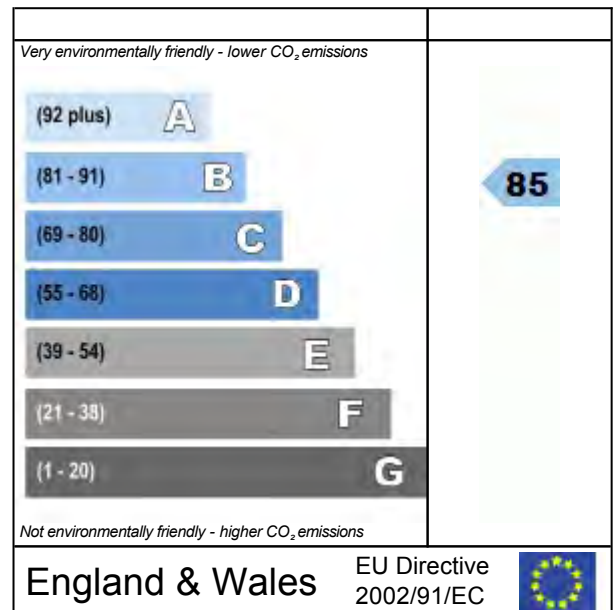 Very environmentally friendly - lower CO₂ emissions
(92 plus) A
(81 - 91) B
85
(69 - 80) C
(55 - 68) D
(39 - 54) E
(21 - 38) F
(1 - 20) G
Not environmentally friendly - higher CO₂ emissions
England & Wales
EU Directive
2002/91/EC